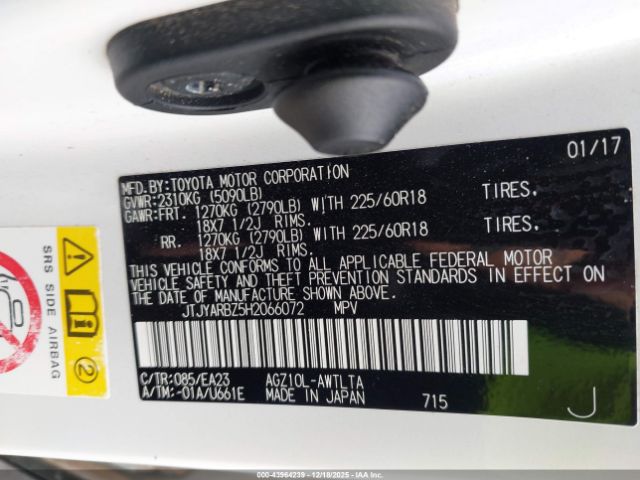 MFD.BY:TOYOTA MOTOR CORPORATION 01/17
GVWR:2310KG (5090LB)
GAWR:FRT. 1270KG (2790LB) WITH 225/60R18 TIRES.
18X7 1/2J RIMS.
RR. 1270KG (2790LB) WITH 225/60R18 TIRES.
18X7 1/2J RIMS.
THIS VEHICLE CONFORMS TO ALL APPLICABLE FEDERAL MOTOR
VEHICLE SAFETY AND THEFT PREVENTION STANDARDS IN EFFECT ON
THE DATE OF MANUFACTURE SHOWN ABOVE.
JTJYARBZ5H2066072 MPV
C/TR:085/EA23 AGZ10L-AWTLTA
A/TM:-01A/U661E MADE IN JAPAN 715 J
SRS SIDE AIRBAG
2
000-43964239 - 12/18/2025 - IAAI.CA